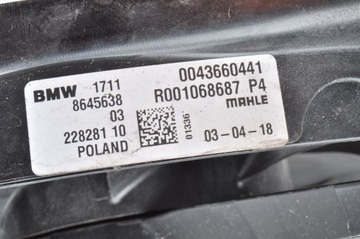 BMW 1711
8645638
03
228281 10
POLAND
0043660441
R001068687 P4
MAHLE
01336
03-04-18